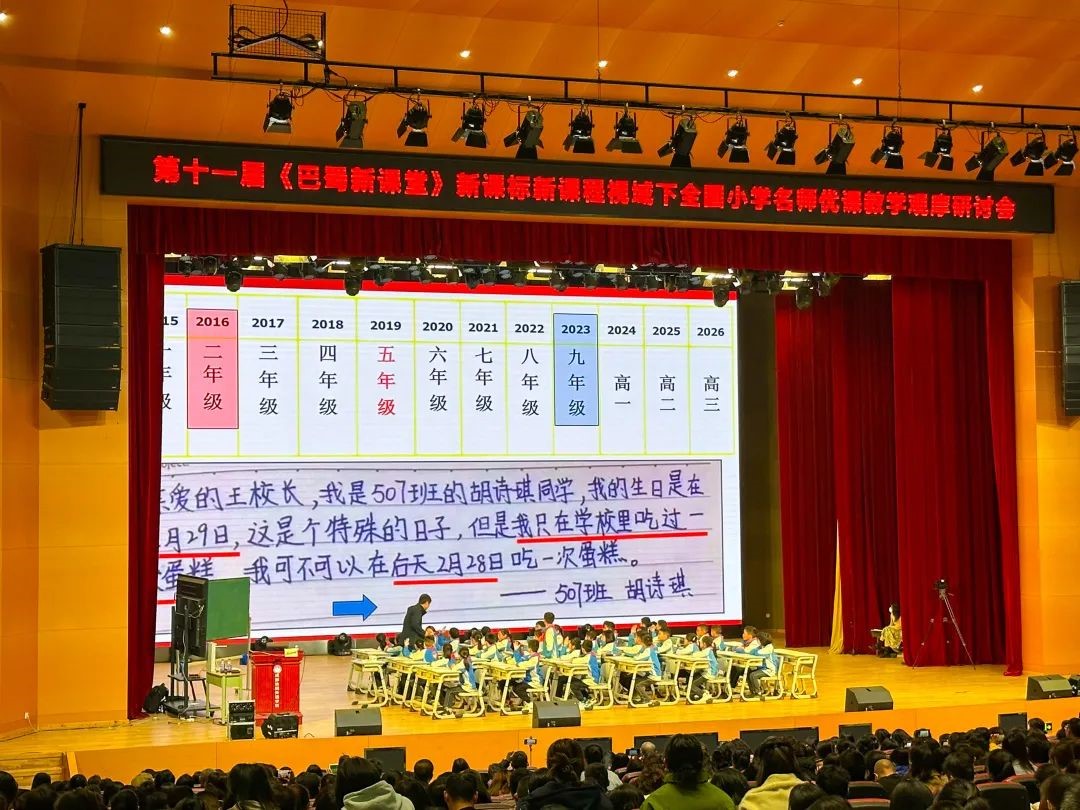 第十一届《巴蜀新课堂》新课标新课程视域下全国小学名师优课教学观摩研讨会
15 2016 2017 2018 2019 2020 2021 2022 2023 2024 2025 2026
二年级 三年级 四年级 五年级 六年级 七年级 八年级 九年级 高一 高二 高三
爱的王校长,我是507班的胡诗琪同学,我的生日是在
月29日,这是个特殊的日子,但是我只在学校里吃过一
蛋糕 我可不可以在后天2月28日吃一次蛋糕。
—— 507班 胡诗琪